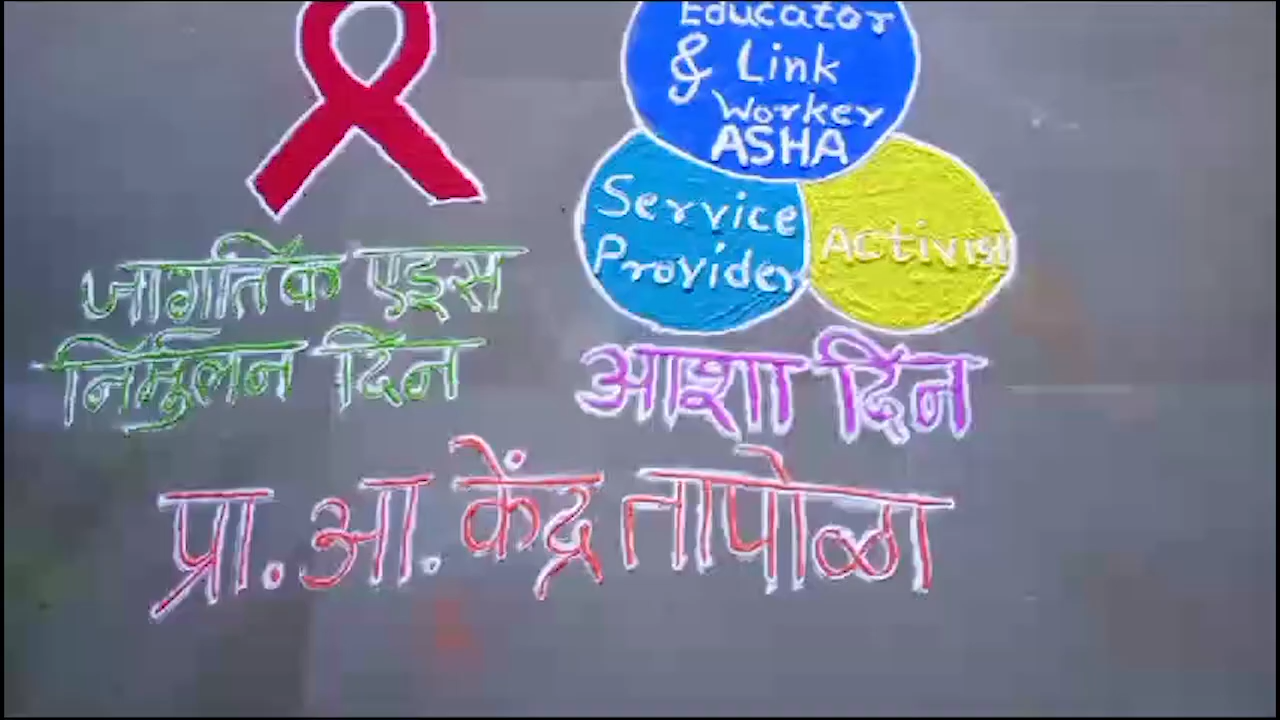 Educator
& Link
Worker
ASHA
Service
Provider
Activist
जागतिक एड्स
निर्मुलन दिन
आशा दिन
प्रा.आ.केंद्र तापोळा